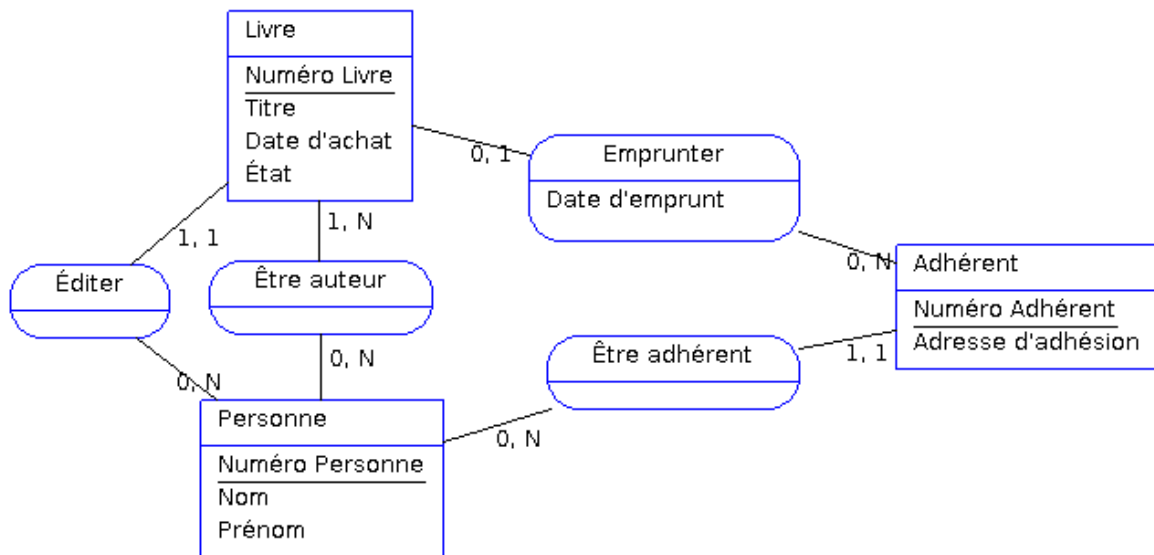 Livre
Numéro Livre
Titre
Date d'achat
État
0, 1
Emprunter
Date d'emprunt
1, 1
1, N
0, N
Éditer
Être auteur
Adhérent
Numéro Adhérent
Adresse d'adhésion
Être adhérent
1, 1
0, N
0, N
0, N
Personne
Numéro Personne
Nom
Prénom